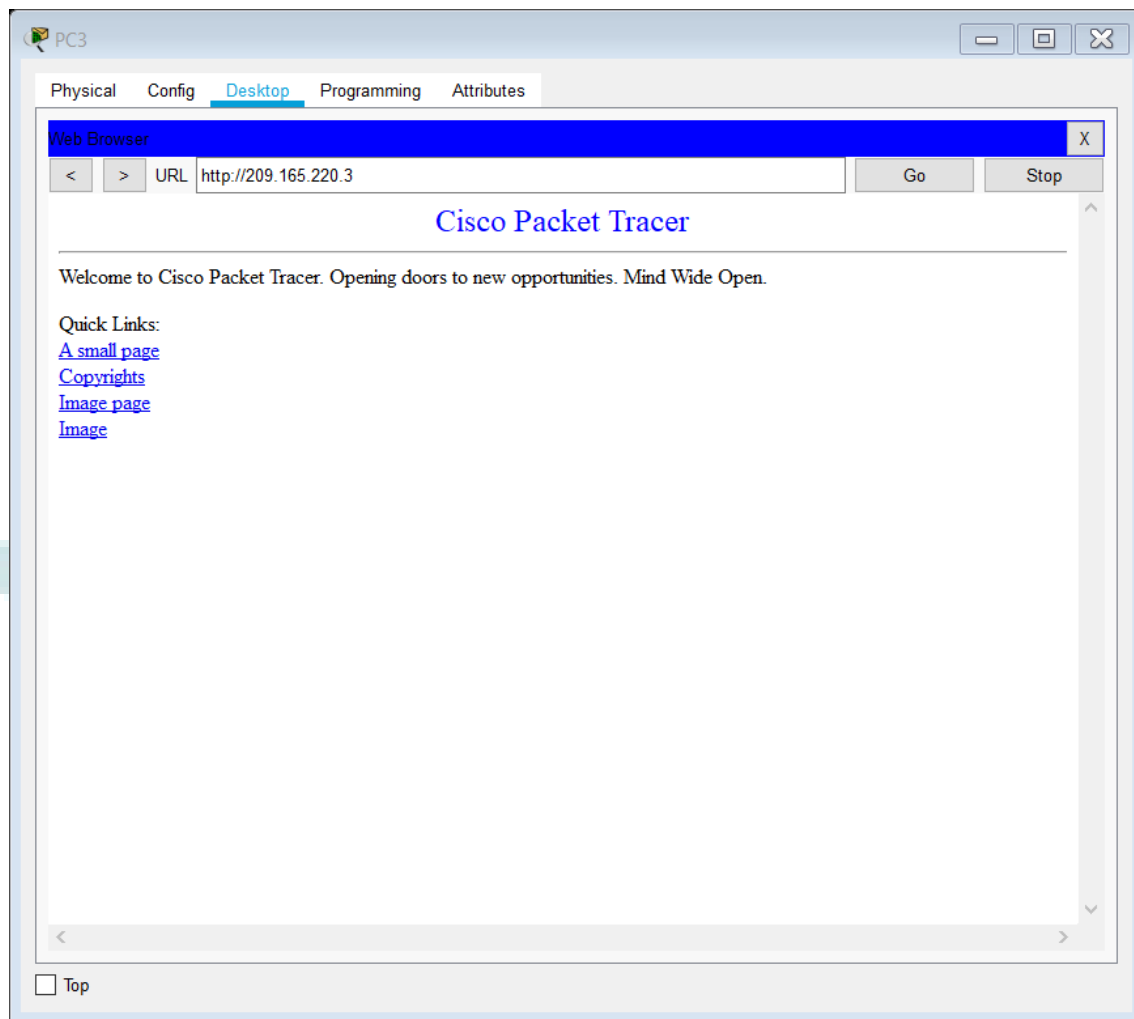 PC3
Physical Config Desktop Programming Attributes
Web Browser X
< > URL http://209.165.220.3 Go Stop
Cisco Packet Tracer
Welcome to Cisco Packet Tracer. Opening doors to new opportunities. Mind Wide Open.
Quick Links:
A small page
Copyrights
Image page
Image
Top